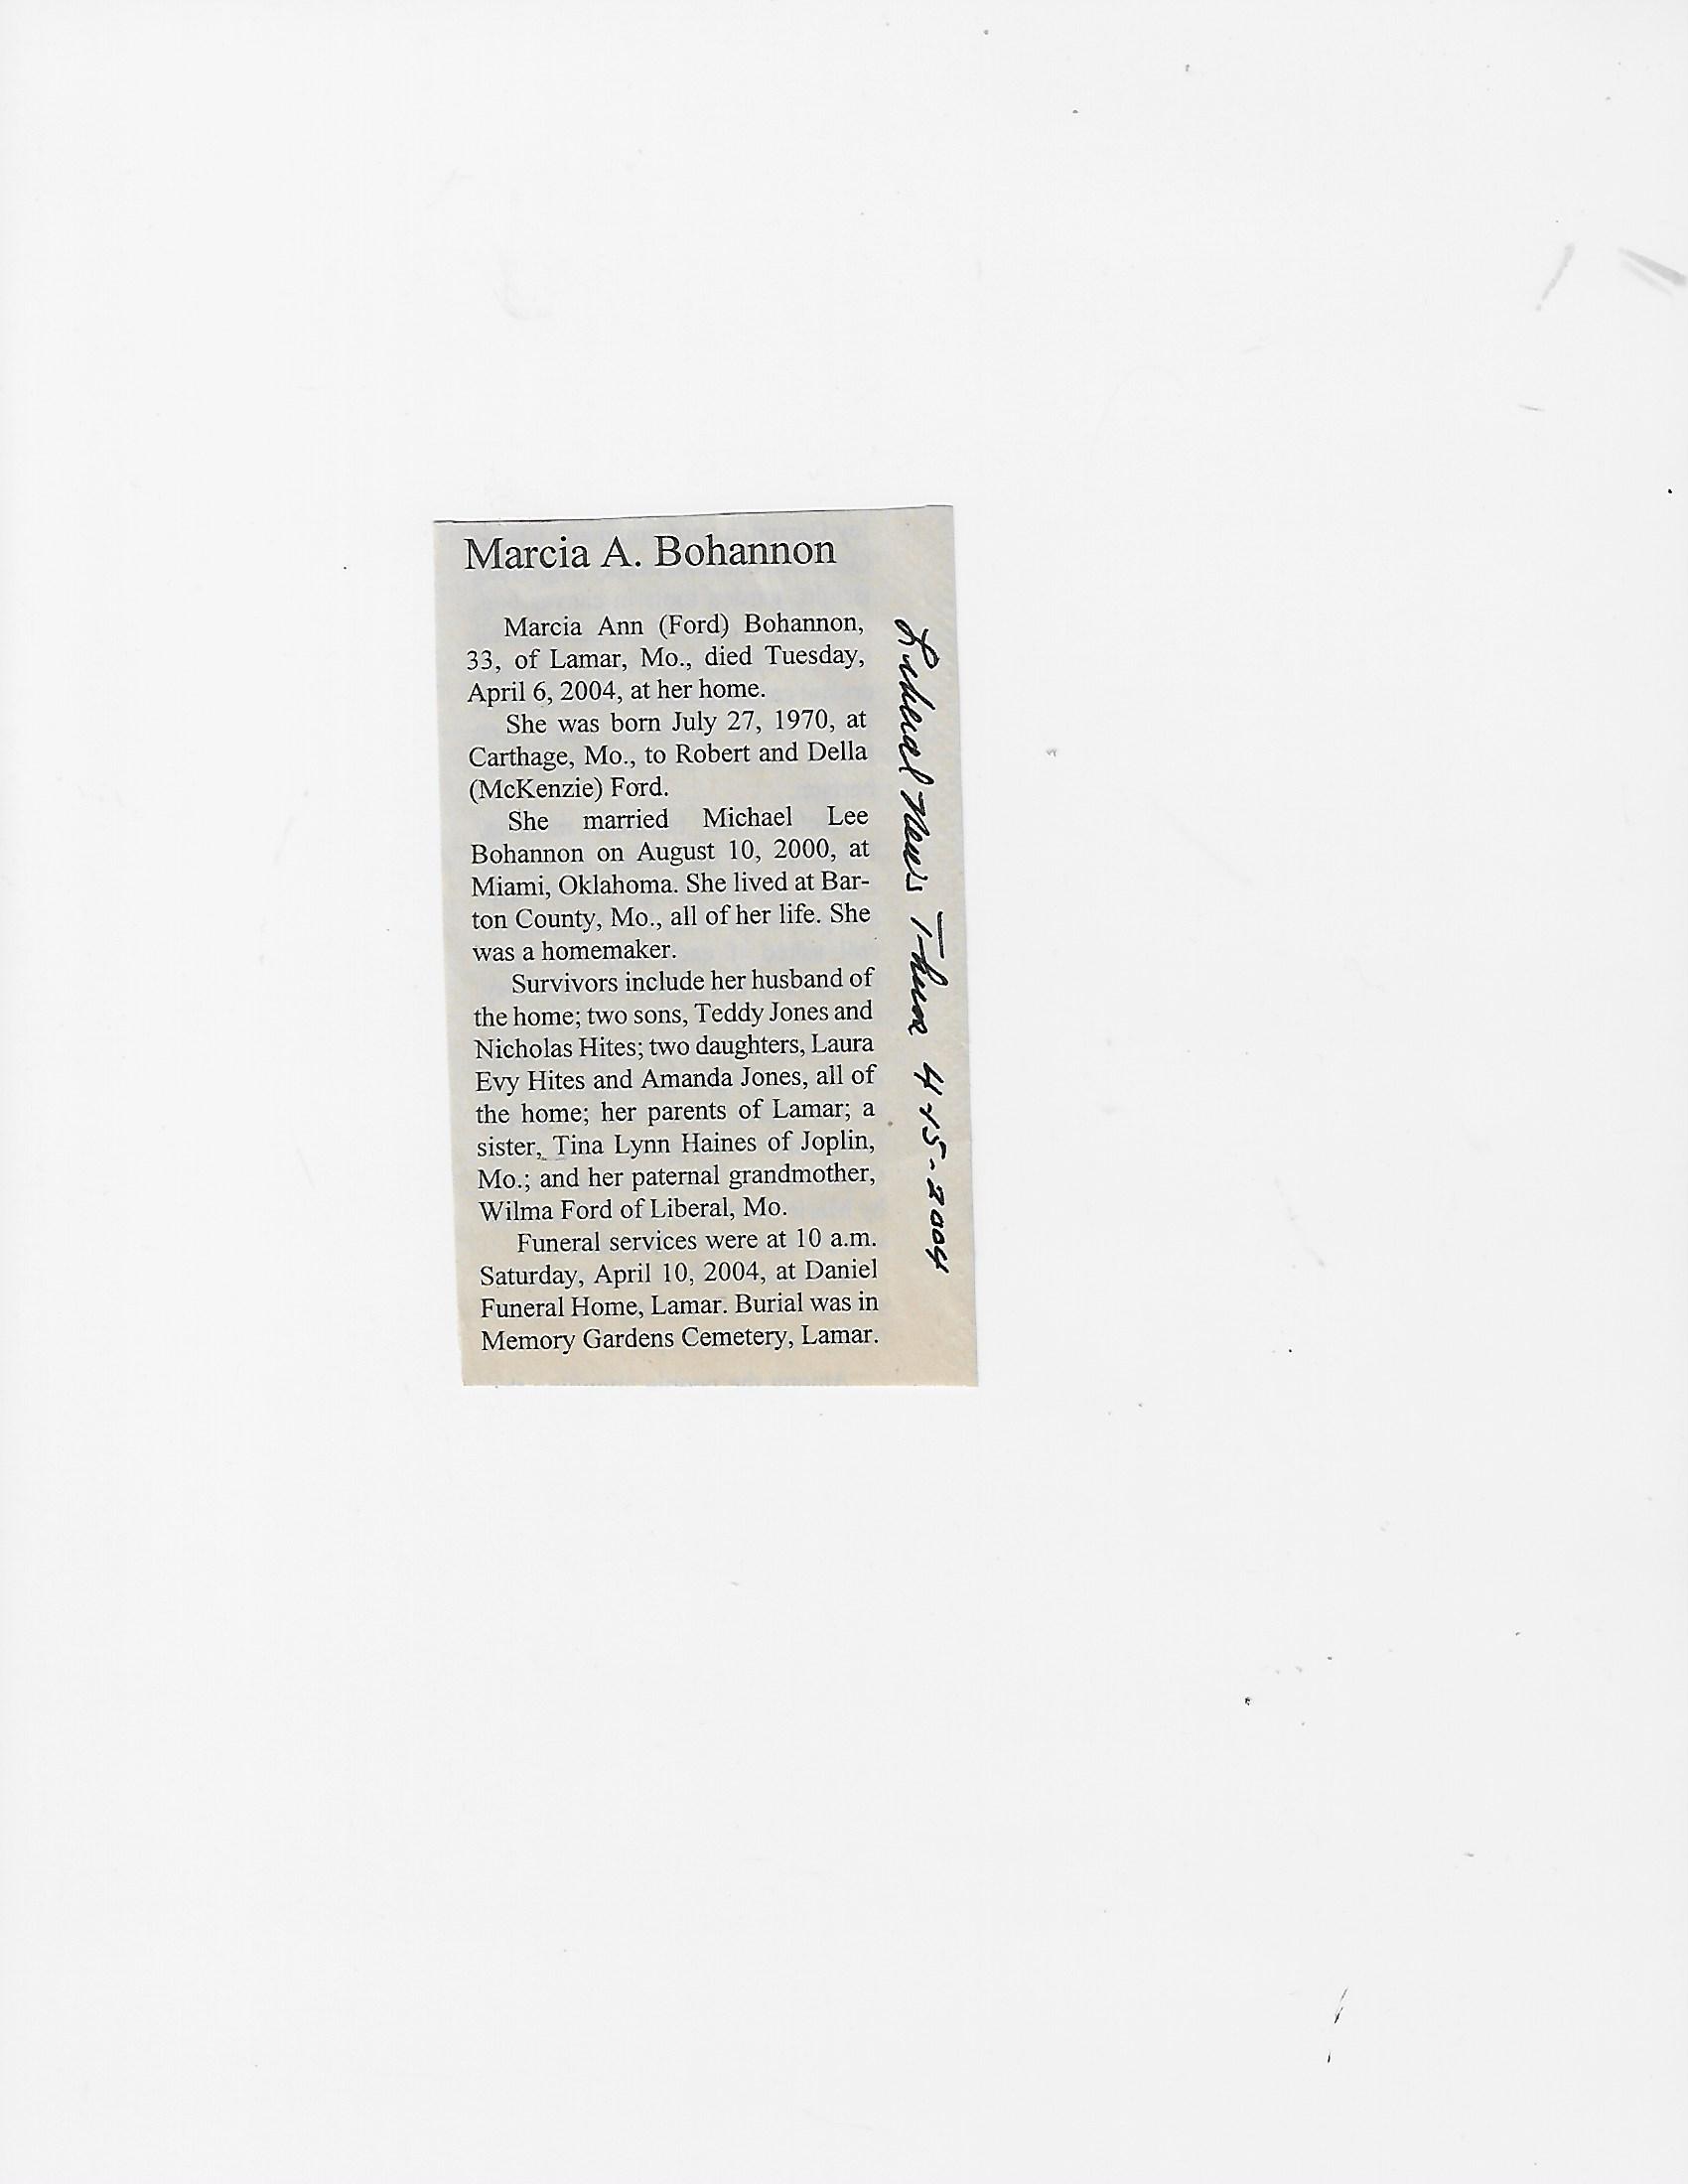 Marcia A. Bohannon
Marcia Ann (Ford) Bohannon,
33, of Lamar, Mo., died Tuesday,
April 6, 2004, at her home.
She was born July 27, 1970, at
Carthage, Mo., to Robert and Della
(McKenzie) Ford.
She married Michael Lee
Bohannon on August 10, 2000, at
Miami, Oklahoma. She lived at Bar-
ton County, Mo., all of her life. She
was a homemaker.
Survivors include her husband of
the home; two sons, Teddy Jones and
Nicholas Hites; two daughters, Laura
Evy Hites and Amanda Jones, all of
the home; her parents of Lamar; a
sister, Tina Lynn Haines of Joplin,
Mo.; and her paternal grandmother,
Wilma Ford of Liberal, Mo.
Funeral services were at 10 a.m.
Saturday, April 10, 2004, at Daniel
Funeral Home, Lamar. Burial was in
Memory Gardens Cemetery, Lamar.
Liberal News Thur 4-15-2004